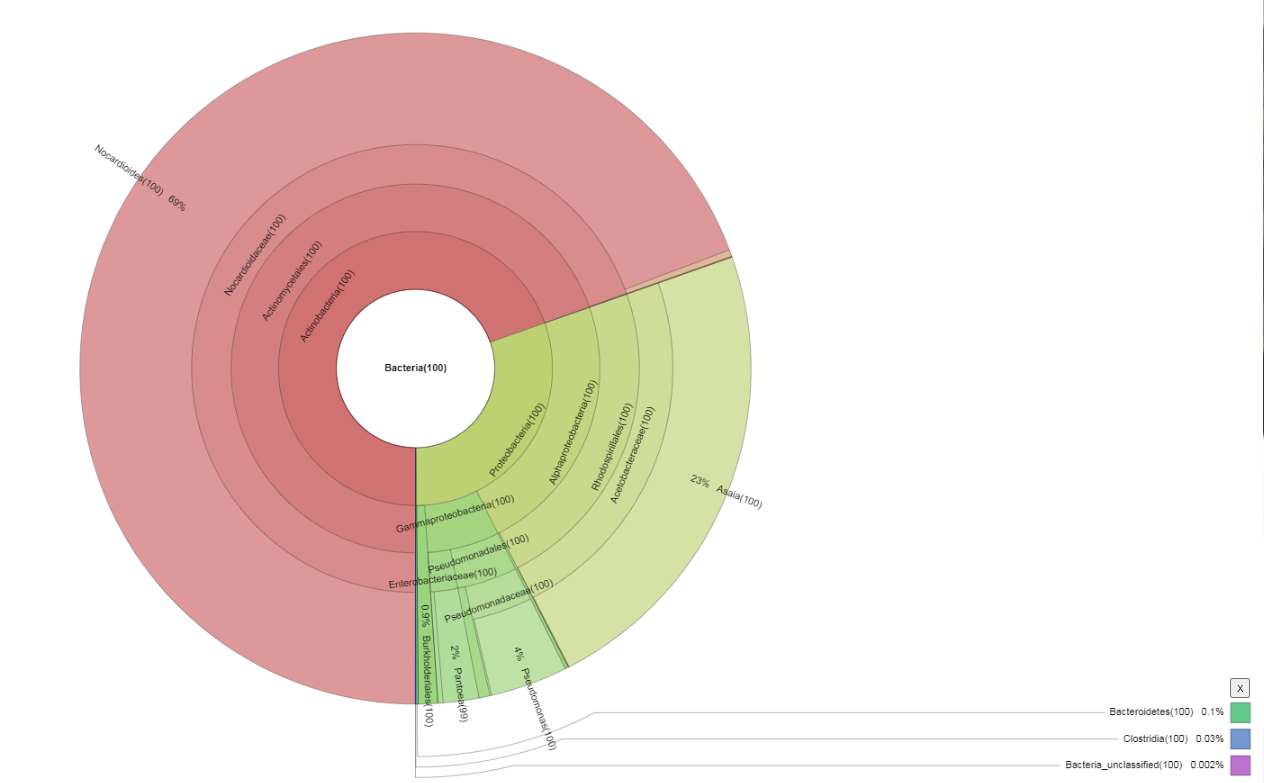 Nocardioides(100) 69%
Nocardioidaceae(100)
Actinomycetales(100)
Actinobacteria(100)
Bacteria(100)
Proteobacteria(100)
Alphaproteobacteria(100)
Rhodospirillales(100)
Acetobacteraceae(100)
23% Asaia(100)
Gammaproteobacteria(100)
Pseudomonadales(100)
Enterobacteriaceae(100)
Pseudomonadaceae(100)
0.9% Burkholderiales(100)
2% Pantoea(99)
4% Pseudomonas(100)
x
Bacteroidetes(100) 0.1%
Clostridia(100) 0.03%
Bacteria_unclassified(100) 0.002%